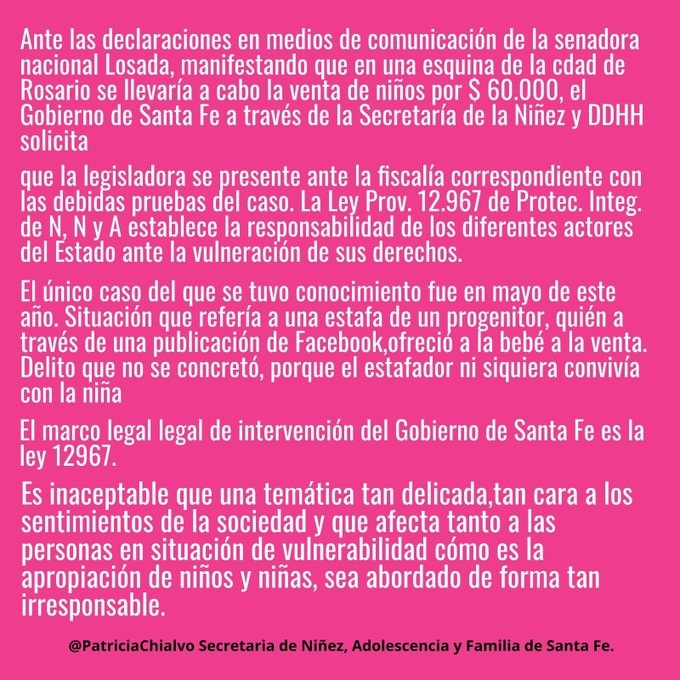 Ante las declaraciones en medios de comunicación de la senadora
nacional Losada, manifestando que en una esquina de la cdad de
Rosario se llevaría a cabo la venta de niños por $ 60.000, el
Gobierno de Santa Fe a través de la Secretaría de la Niñez y DDHH
solicita
que la legisladora se presente ante la fiscalía correspondiente con
las debidas pruebas del caso. La Ley Prov. 12.967 de Protec. Integ.
de N, N y A establece la responsabilidad de los diferentes actores
del Estado ante la vulneración de sus derechos.
El único caso del que se tuvo conocimiento fue en mayo de este
año. Situación que refería a una estafa de un progenitor, quién a
través de una publicación de Facebook,ofreció a la bebé a la venta.
Delito que no se concretó, porque el estafador ni siquiera convivía
con la niña
El marco legal legal de intervención del Gobierno de Santa Fe es la
ley 12967.
Es inaceptable que una temática tan delicada,tan cara a los
sentimientos de la sociedad y que afecta tanto a las
personas en situación de vulnerabilidad cómo es la
apropiación de niños y niñas, sea abordado de forma tan
irresponsable.
@PatriciaChialvo Secretaria de Niñez, Adolescencia y Familia de Santa Fe.